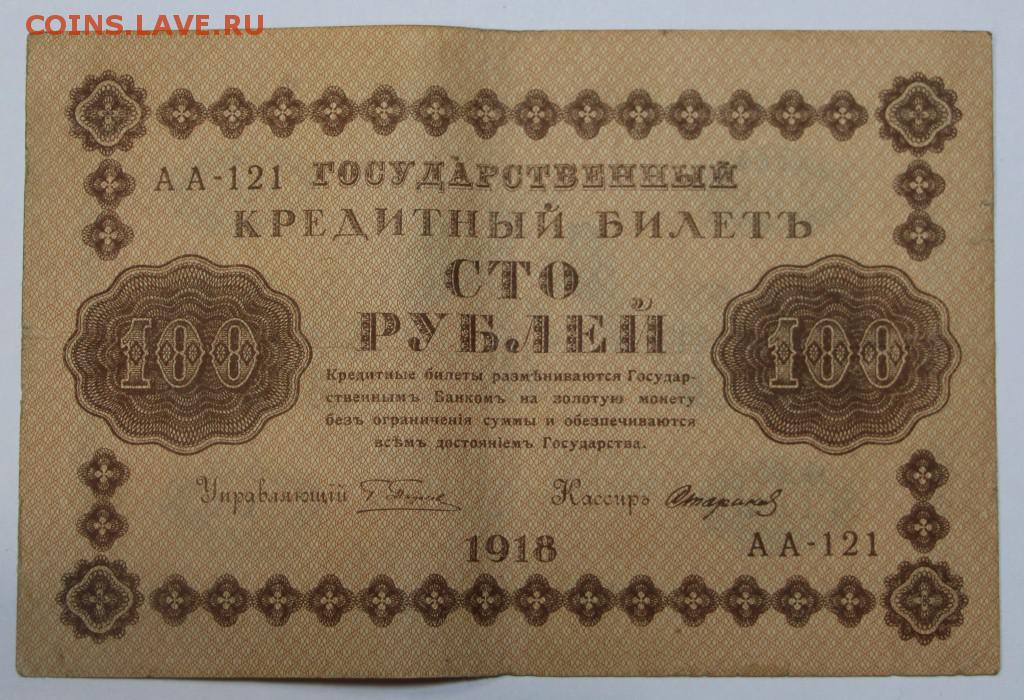 COINS.LAVE.RU
АА-121 ГОСУДАРСТВЕННЫЙ
КРЕДИТНЫЙ БИЛЕТЪ
СТО
РУБЛЕЙ
100 100
Кредитные билеты размѣниваются Государ-
ственнымъ Банкомъ на золотую монету
безъ ограниченія суммы и обезпечиваются
всѣмъ достояніемъ Государства.
Управляющій Кассиръ Стариков
1918 АА-121